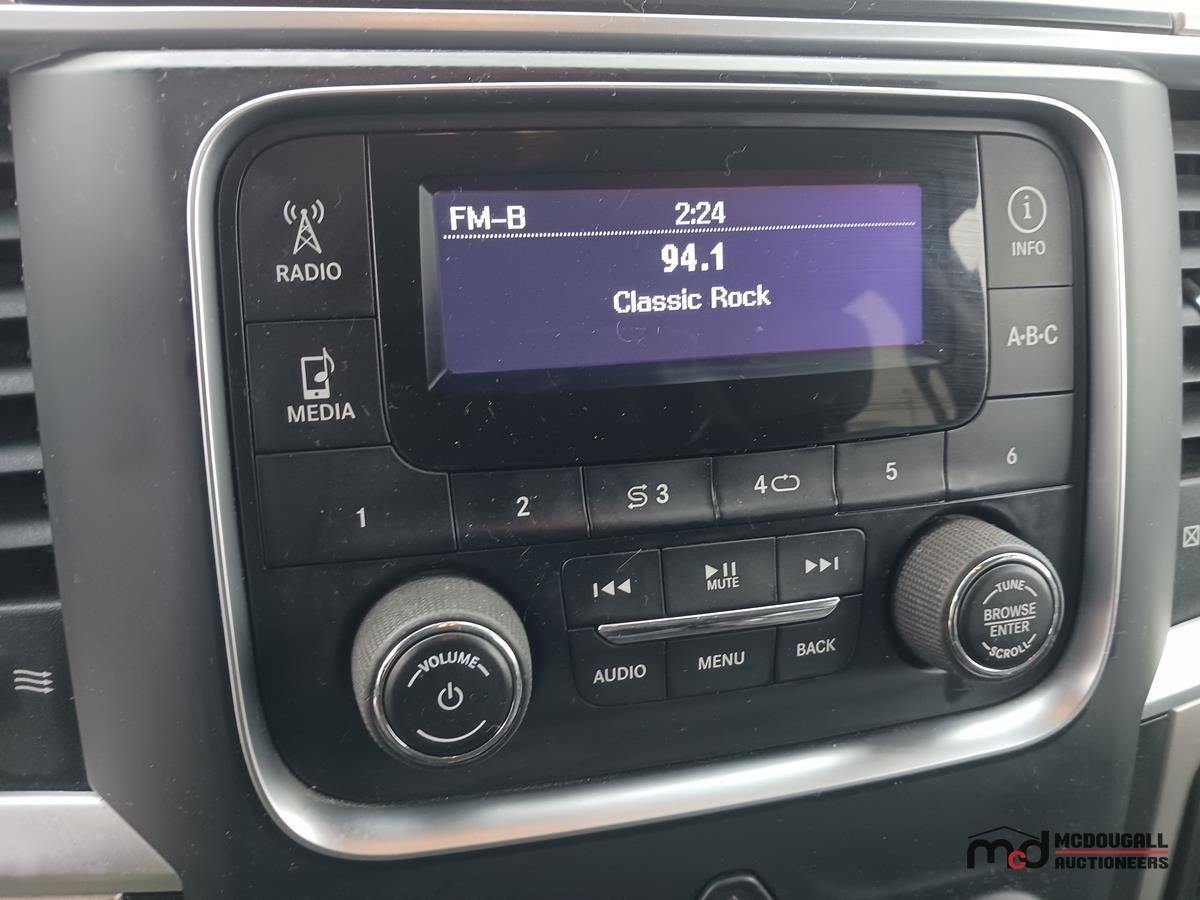 RADIO
MEDIA
FM-B 2:24
94.1
Classic Rock
i
INFO
A·B·C
1 2 3 4 5 6
MUTE
AUDIO MENU BACK
VOLUME
TUNE
BROWSE
ENTER
SCROLL
mcd MCDOUGALL
AUCTIONEERS